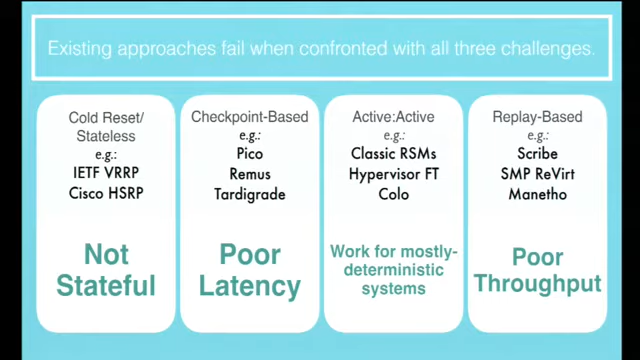 Existing approaches fail when confronted with all three challenges.
Cold Reset/
Stateless
e.g.:
IETF VRRP
Cisco HSRP
Not
Stateful
Checkpoint-Based
e.g.:
Pico
Remus
Tardigrade
Poor
Latency
Active:Active
e.g.:
Classic RSMs
Hypervisor FT
Colo
Work for mostly-
deterministic
systems
Replay-Based
e.g.:
Scribe
SMP ReVirt
Manetho
Poor
Throughput